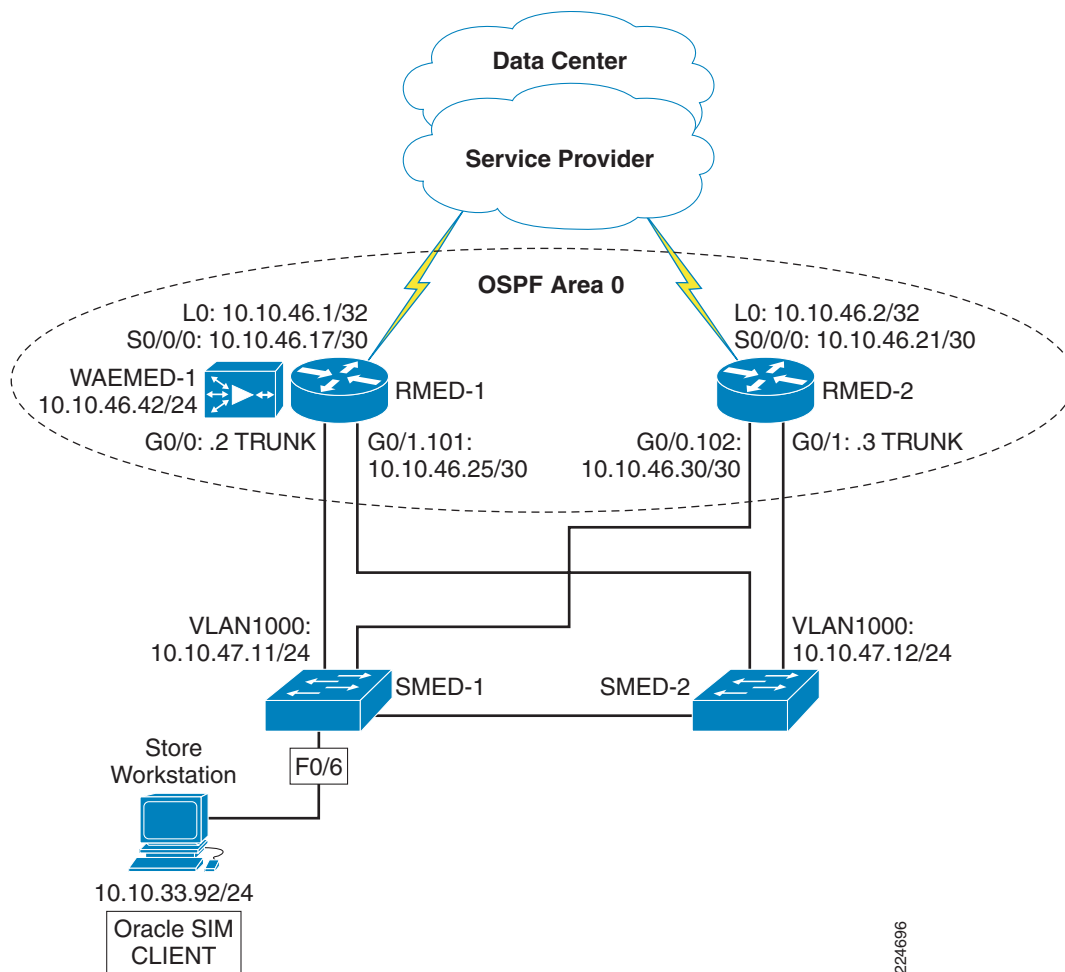 Data Center
Service Provider
OSPF Area 0
L0: 10.10.46.1/32
S0/0/0: 10.10.46.17/30
L0: 10.10.46.2/32
S0/0/0: 10.10.46.21/30
WAEMED-1
10.10.46.42/24
RMED-1
RMED-2
G0/0: .2 TRUNK
G0/1.101:
10.10.46.25/30
G0/0.102:
10.10.46.30/30
G0/1: .3 TRUNK
VLAN1000:
10.10.47.11/24
VLAN1000:
10.10.47.12/24
SMED-1
SMED-2
Store
Workstation
F0/6
10.10.33.92/24
Oracle SIM
CLIENT
224696